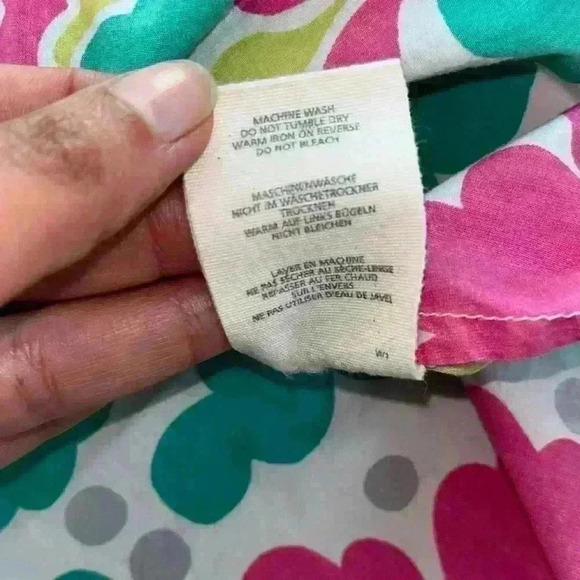 MACHINE WASH
DO NOT TUMBLE DRY
WARM IRON ON REVERSE
DO NOT BLEACH
MASCHINENWÄSCHE
NICHT IM WÄSCHETROCKNER
TROCKNEN
WARM AUF LINKS BÜGELN
NICHT BLEICHEN
LAVER EN MACHINE
NE PAS SÉCHER AU SÈCHE-LINGE
REPASSER AU FER CHAUD
SUR L'ENVERS
NE PAS UTILISER D'EAU DE JAVEL